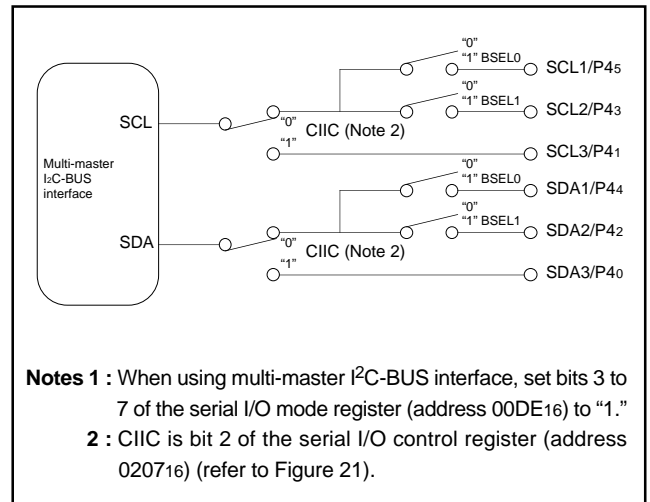 “0”
“1” BSEL0
SCL1/P45
“0”
“1” BSEL1
SCL2/P43
SCL
“0”
CIIC (Note 2)
“1”
SCL3/P41
Multi-master
I2C-BUS
interface
“0”
“1” BSEL0
SDA1/P44
“0”
“1” BSEL1
SDA2/P42
SDA
“0”
CIIC (Note 2)
“1”
SDA3/P40
Notes 1 : When using multi-master I2C-BUS interface, set bits 3 to
7 of the serial I/O mode register (address 00DE16) to “1.”
2 : CIIC is bit 2 of the serial I/O control register (address
020716) (refer to Figure 21).